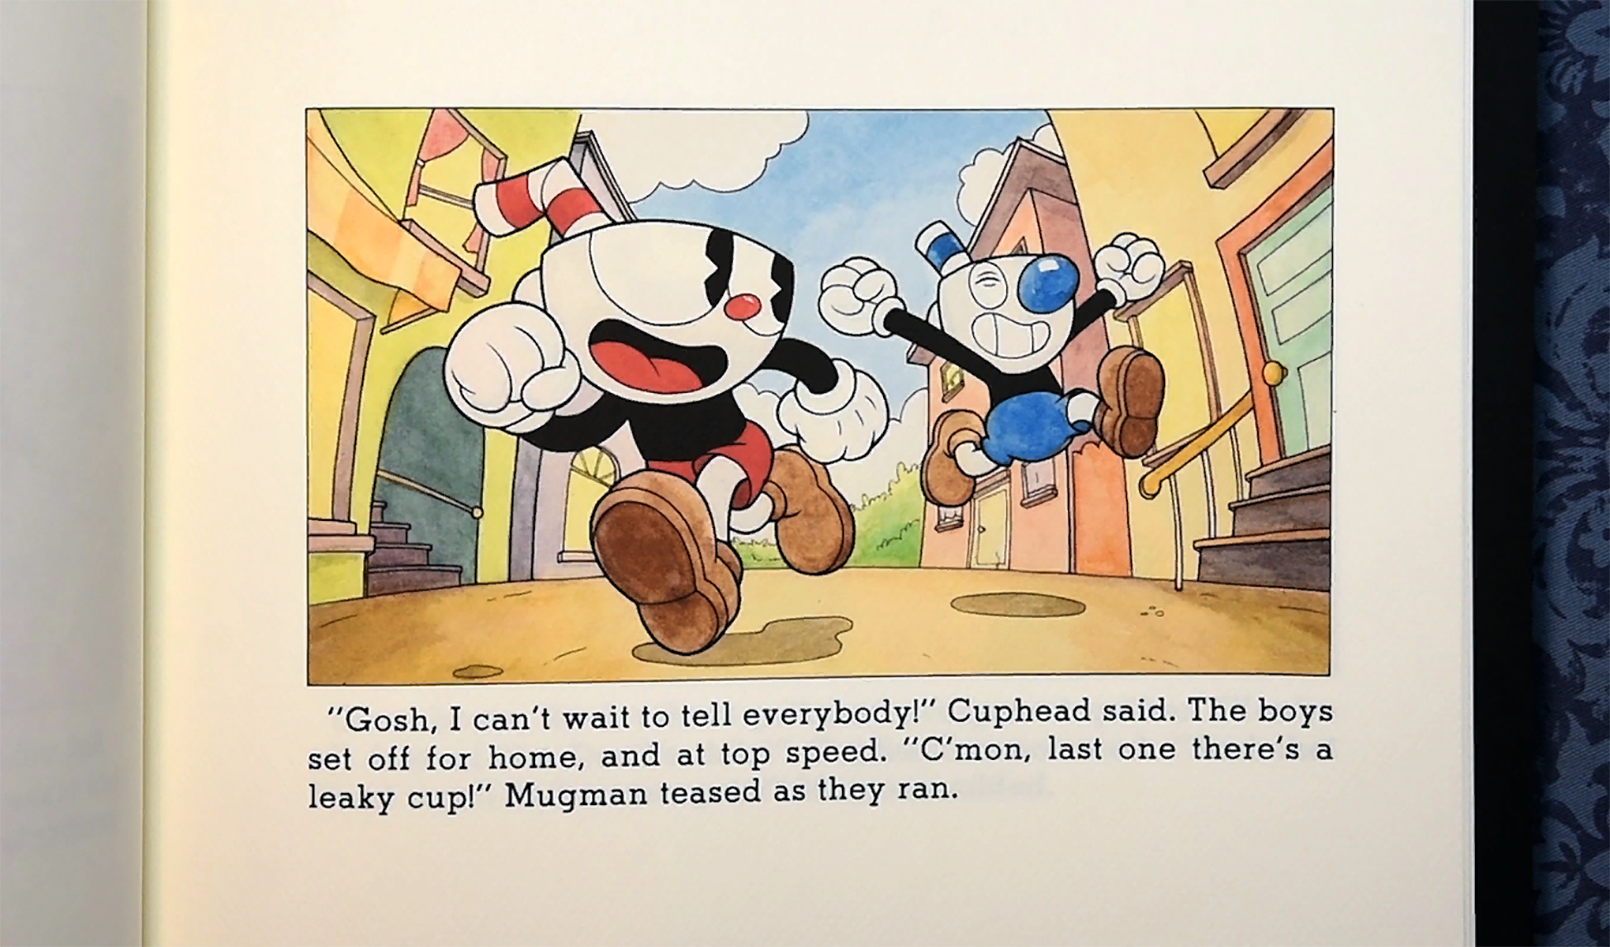 "Gosh, I can't wait to tell everybody!" Cuphead said. The boys
set off for home, and at top speed. "C'mon, last one there's a
leaky cup!" Mugman teased as they ran.